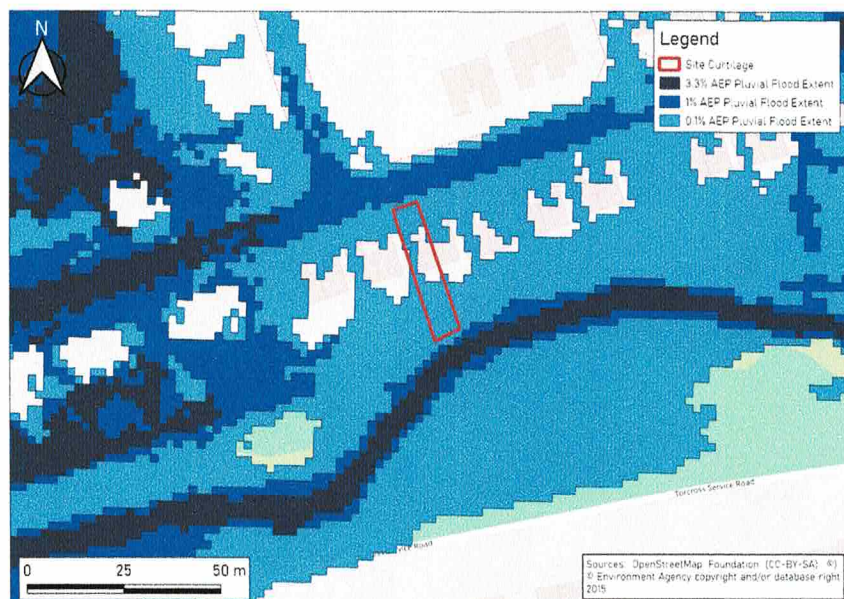 N
Legend
Site Curtilage
3.3% AEP Pluvial Flood Extent
1% AEP Pluvial Flood Extent
0.1% AEP Pluvial Flood Extent
Torcross Service Road
Service Road
0 25 50 m
Sources: OpenStreetMap Foundation (CC-BY-SA) ©)
© Environment Agency copyright and/or database right
2015